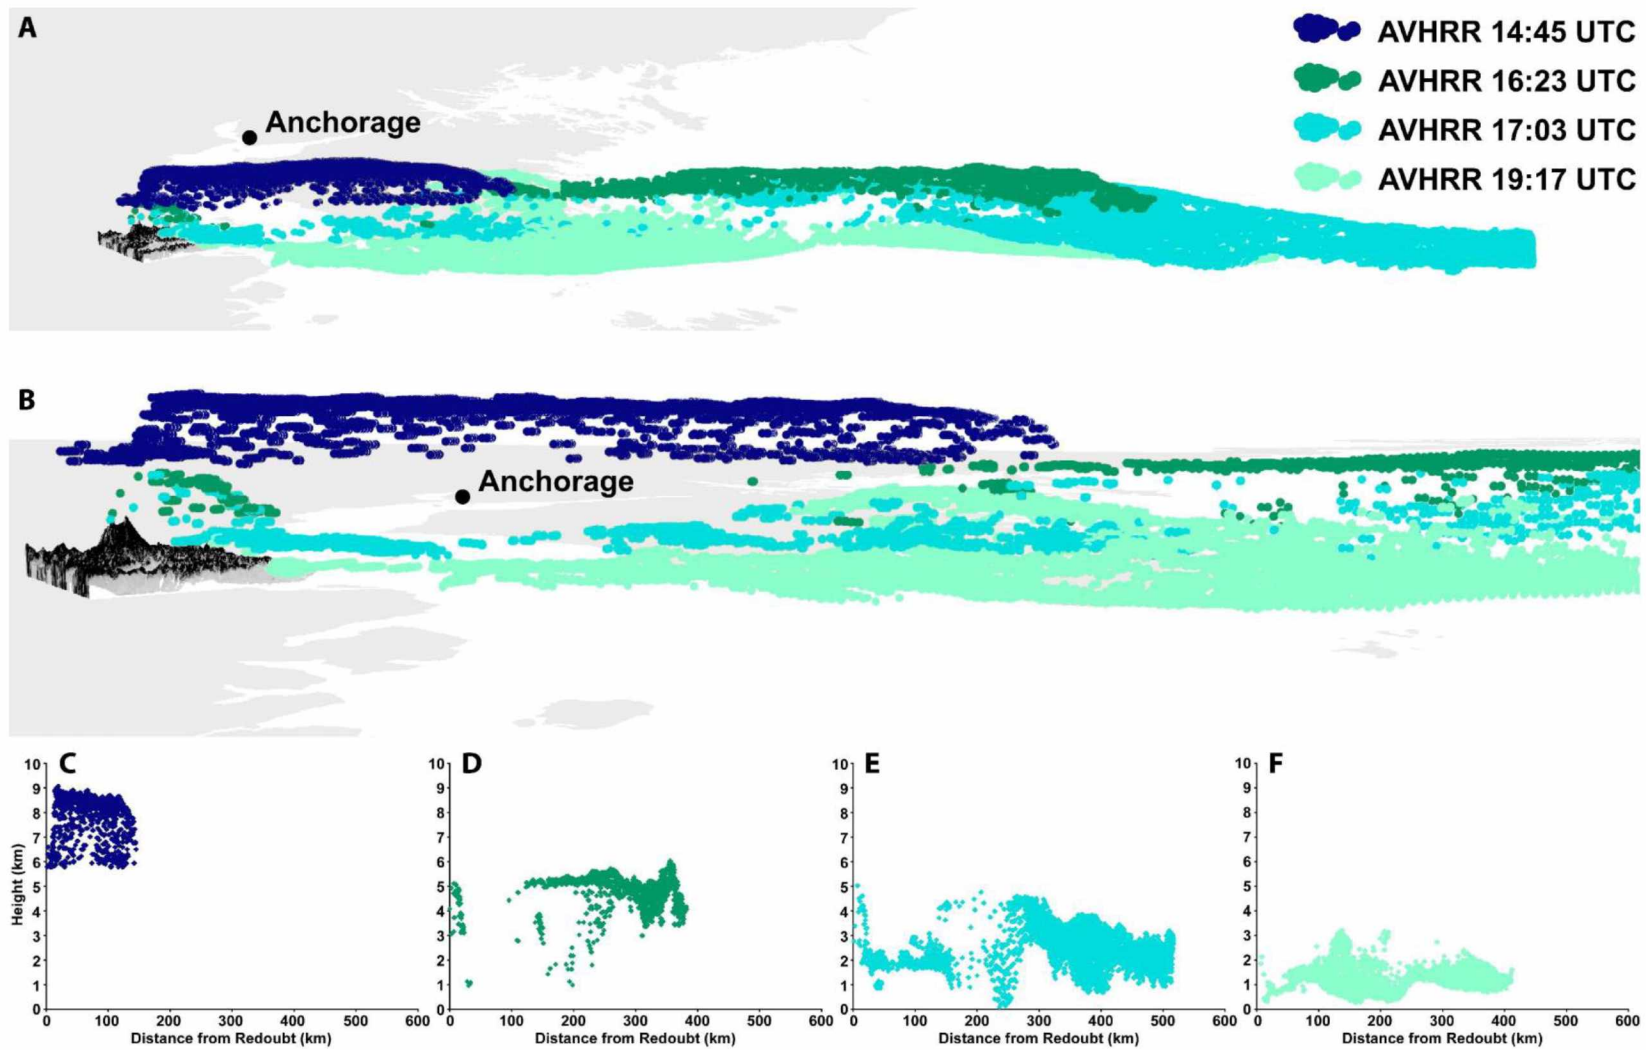 A
AVHRR 14:45 UTC
AVHRR 16:23 UTC
AVHRR 17:03 UTC
AVHRR 19:17 UTC
Anchorage
B
Anchorage
C
10
9
8
7
6
5
4
3
2
1
0
Height (km)
0 100 200 300 400 500 600
Distance from Redoubt (km)
D
10
9
8
7
6
5
4
3
2
1
0
0 100 200 300 400 500 600
Distance from Redoubt (km)
E
10
9
8
7
6
5
4
3
2
1
0
0 100 200 300 400 500 600
Distance from Redoubt (km)
F
10
9
8
7
6
5
4
3
2
1
0
0 100 200 300 400 500 600
Distance from Redoubt (km)